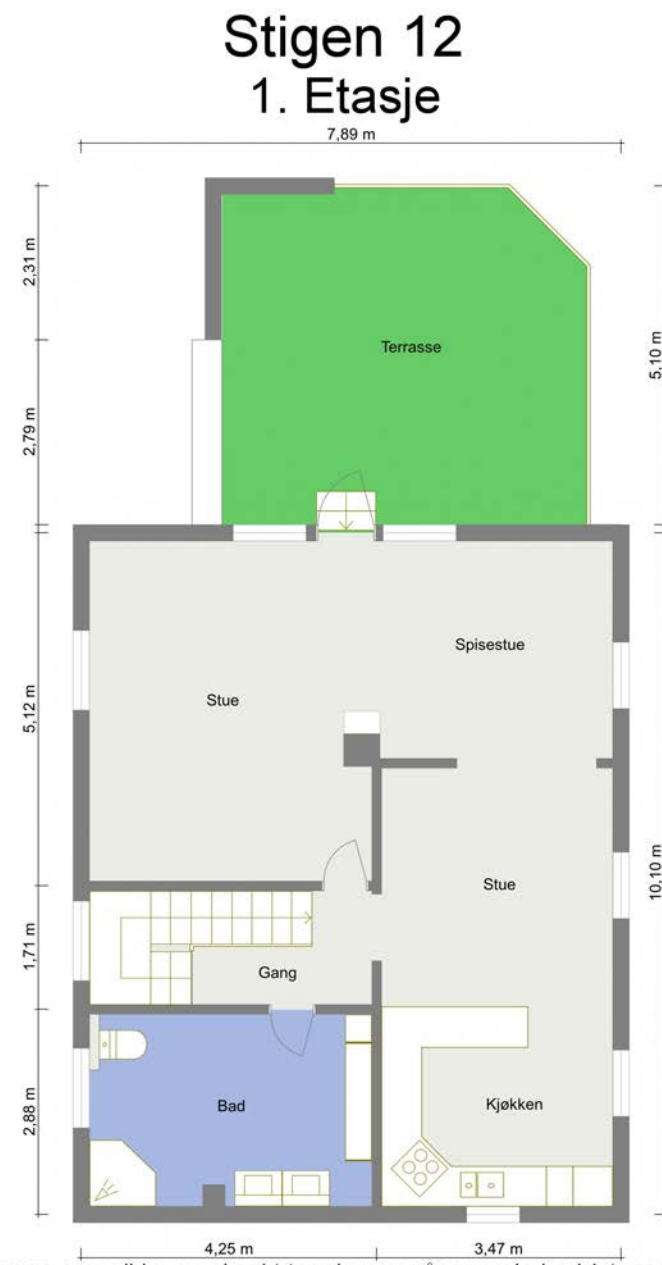 Stigen 12
1. Etasje
7,89 m
2,31 m
5,10 m
Terrasse
2,79 m
Spisestue
Stue
5,12 m
10,10 m
Stue
1,71 m
Gang
2,88 m
Bad
Kjøkken
4,25 m
3,47 m